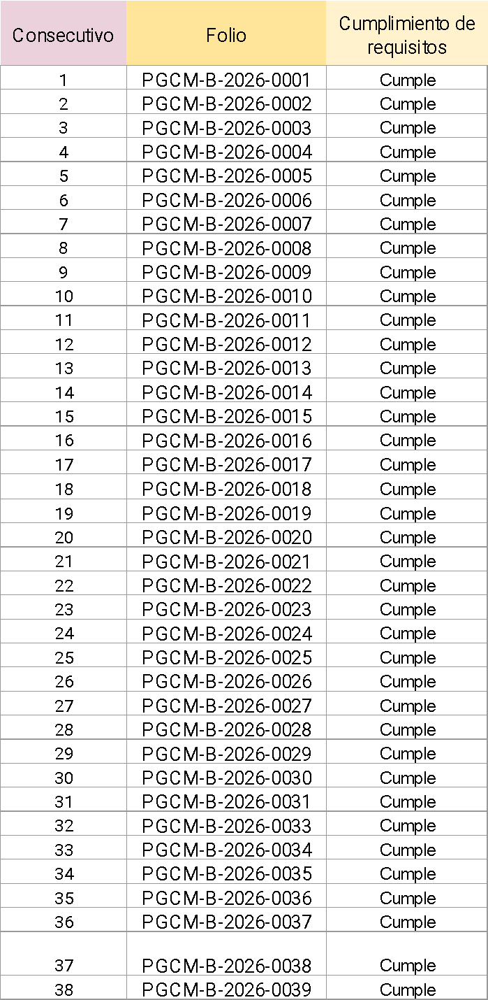 Consecutivo Folio Cumplimiento de requisitos
1 PGCM-B-2026-0001 Cumple
2 PGCM-B-2026-0002 Cumple
3 PGCM-B-2026-0003 Cumple
4 PGCM-B-2026-0004 Cumple
5 PGCM-B-2026-0005 Cumple
6 PGCM-B-2026-0006 Cumple
7 PGCM-B-2026-0007 Cumple
8 PGCM-B-2026-0008 Cumple
9 PGCM-B-2026-0009 Cumple
10 PGCM-B-2026-0010 Cumple
11 PGCM-B-2026-0011 Cumple
12 PGCM-B-2026-0012 Cumple
13 PGCM-B-2026-0013 Cumple
14 PGCM-B-2026-0014 Cumple
15 PGCM-B-2026-0015 Cumple
16 PGCM-B-2026-0016 Cumple
17 PGCM-B-2026-0017 Cumple
18 PGCM-B-2026-0018 Cumple
19 PGCM-B-2026-0019 Cumple
20 PGCM-B-2026-0020 Cumple
21 PGCM-B-2026-0021 Cumple
22 PGCM-B-2026-0022 Cumple
23 PGCM-B-2026-0023 Cumple
24 PGCM-B-2026-0024 Cumple
25 PGCM-B-2026-0025 Cumple
26 PGCM-B-2026-0026 Cumple
27 PGCM-B-2026-0027 Cumple
28 PGCM-B-2026-0028 Cumple
29 PGCM-B-2026-0029 Cumple
30 PGCM-B-2026-0030 Cumple
31 PGCM-B-2026-0031 Cumple
32 PGCM-B-2026-0033 Cumple
33 PGCM-B-2026-0034 Cumple
34 PGCM-B-2026-0035 Cumple
35 PGCM-B-2026-0036 Cumple
36 PGCM-B-2026-0037 Cumple
37 PGCM-B-2026-0038 Cumple
38 PGCM-B-2026-0039 Cumple